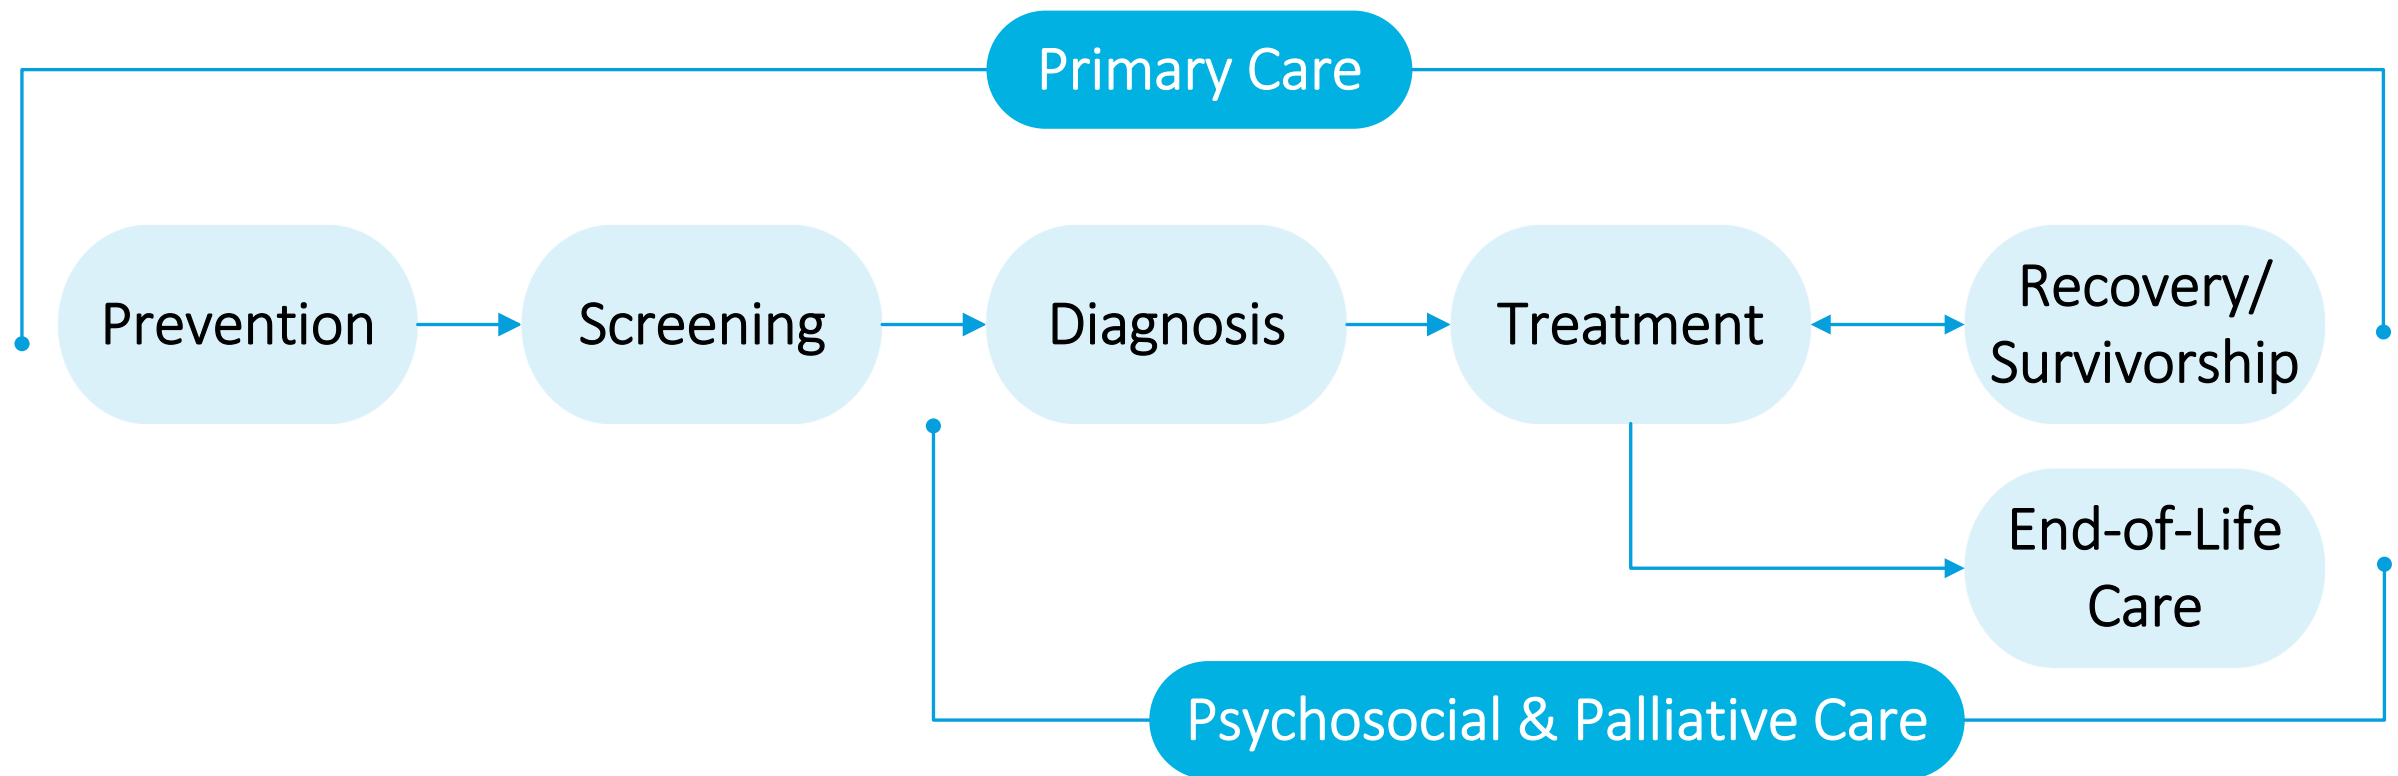 Primary Care
Prevention
Screening
Diagnosis
Treatment
Recovery/
Survivorship
End-of-Life
Care
Psychosocial & Palliative Care